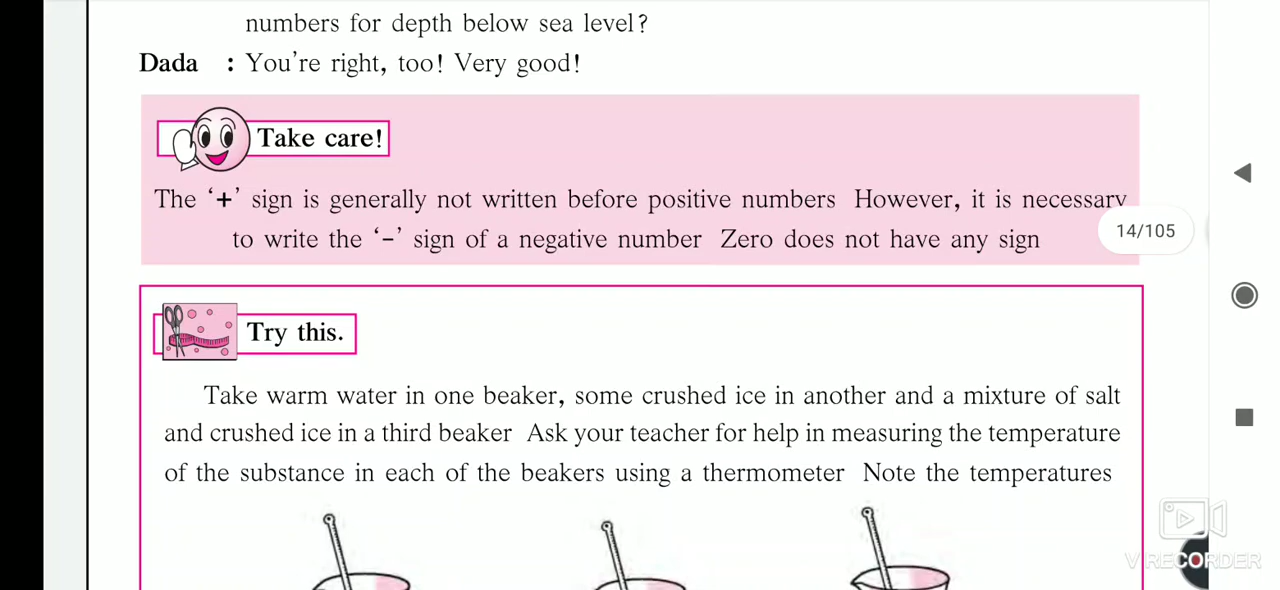 numbers for depth below sea level?
Dada : You're right, too! Very good!
Take care!
The ‘+’ sign is generally not written before positive numbers However, it is necessary
to write the ‘-’ sign of a negative number Zero does not have any sign
14/105
Try this.
Take warm water in one beaker, some crushed ice in another and a mixture of salt
and crushed ice in a third beaker Ask your teacher for help in measuring the temperature
of the substance in each of the beakers using a thermometer Note the temperatures
VRECORDER